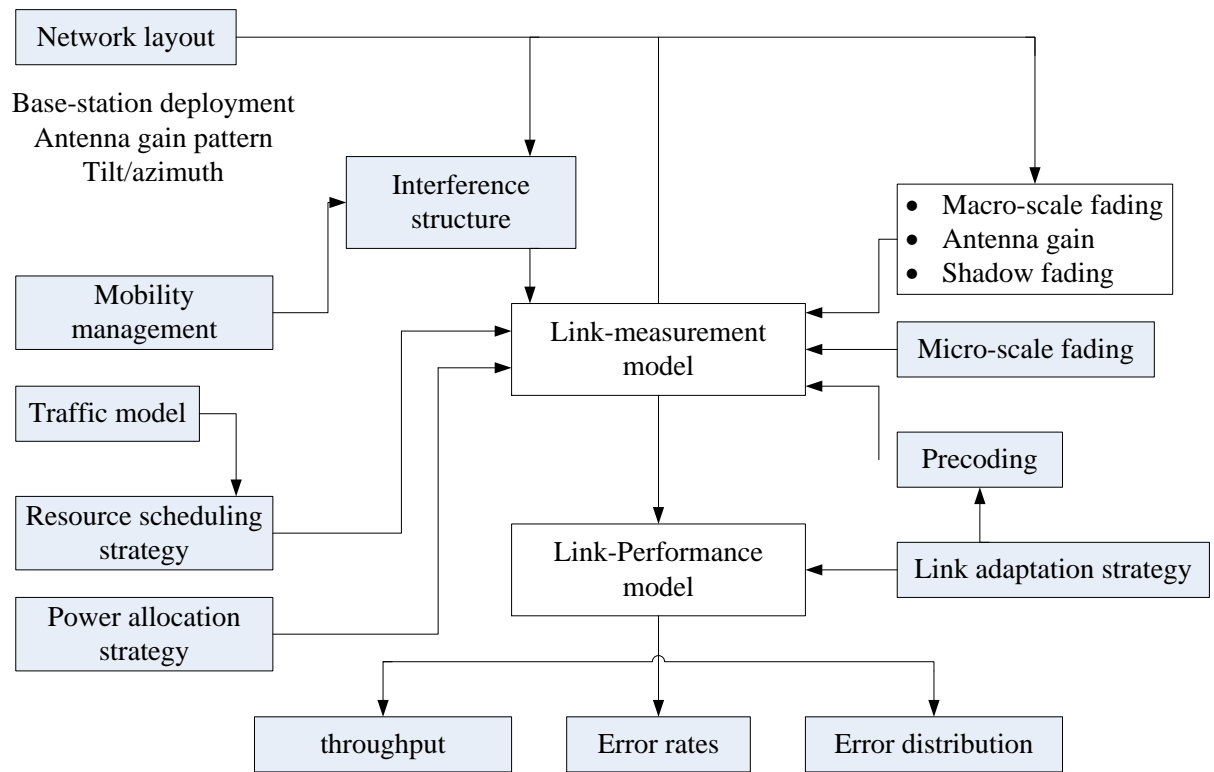 Network layout
Base-station deployment
Antenna gain pattern
Tilt/azimuth
Interference
structure
• Macro-scale fading
• Antenna gain
• Shadow fading
Mobility
management
Link-measurement
model
Micro-scale fading
Traffic model
Precoding
Resource scheduling
strategy
Link-Performance
model
Link adaptation strategy
Power allocation
strategy
throughput
Error rates
Error distribution